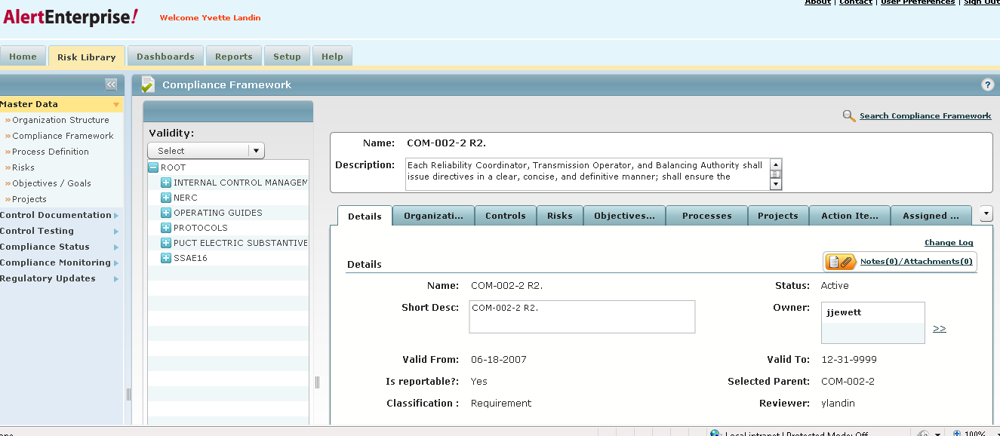 About | Contact | User Preferences | Sign Out
AlertEnterprise!
Welcome Yvette Landin
Home
Risk Library
Dashboards
Reports
Setup
Help
Compliance Framework
?
Master Data
Organization Structure
Compliance Framework
Process Definition
Risks
Objectives / Goals
Projects
Control Documentation
Control Testing
Compliance Status
Compliance Monitoring
Regulatory Updates
Validity:
Select
ROOT
INTERNAL CONTROL MANAGEM
NERC
OPERATING GUIDES
PROTOCOLS
PUCT ELECTRIC SUBSTANTIVE
SSAE16
Search Compliance Framework
Name: COM-002-2 R2.
Description: Each Reliability Coordinator, Transmission Operator, and Balancing Authority shall
issue directives in a clear, concise, and definitive manner; shall ensure the
Details
Organizati...
Controls
Risks
Objectives...
Processes
Projects
Action Ite...
Assigned ...
Change Log
Details
Notes(0)/Attachments(0)
Name: COM-002-2 R2.
Status: Active
Short Desc: COM-002-2 R2.
Owner: jjewett
>>
Valid From: 06-18-2007
Valid To: 12-31-9999
Is reportable?: Yes
Selected Parent: COM-002-2
Classification : Requirement
Reviewer: ylandin
Local intranet | Protected Mode: Off
100%